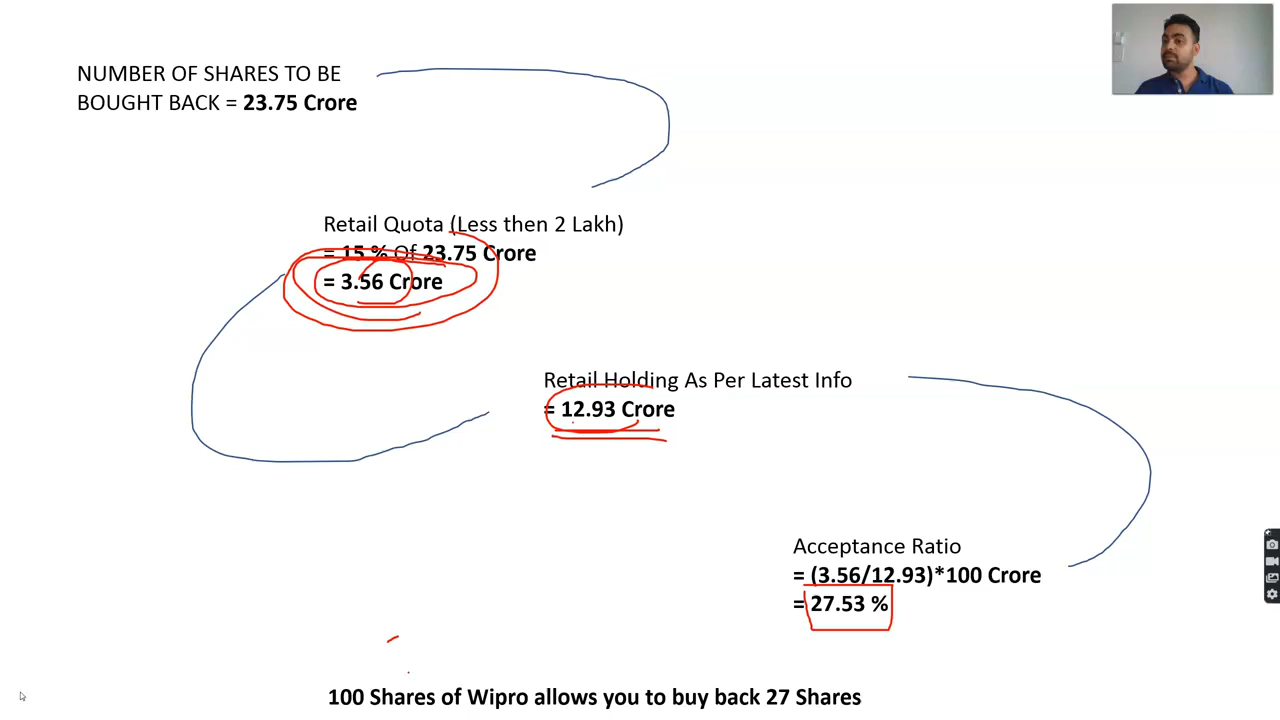 NUMBER OF SHARES TO BE
BOUGHT BACK = 23.75 Crore
Retail Quota (Less then 2 Lakh)
= 15 % Of 23.75 Crore
= 3.56 Crore
Retail Holding As Per Latest Info
= 12.93 Crore
Acceptance Ratio
= (3.56/12.93)*100 Crore
= 27.53 %
100 Shares of Wipro allows you to buy back 27 Shares